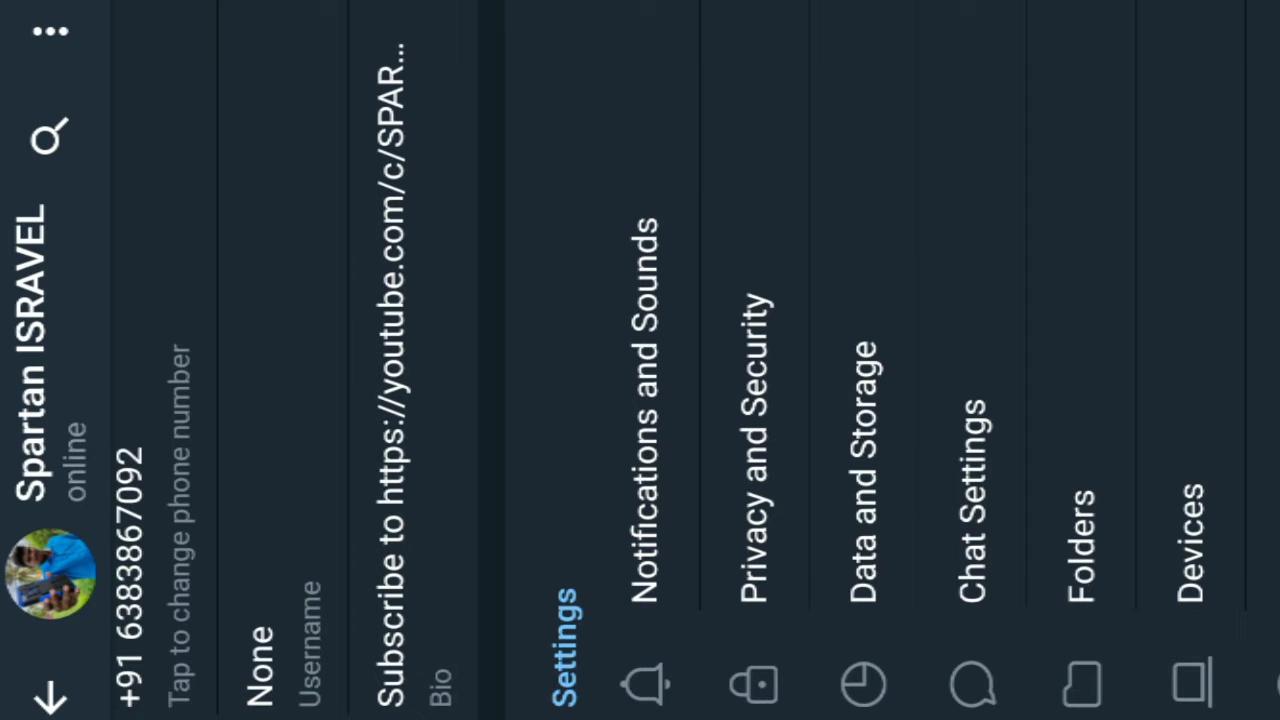 Spartan ISRAVEL
online
+91 6383867092
Tap to change phone number
None
Username
Subscribe to https://youtube.com/c/SPAR...
Bio
Settings
Notifications and Sounds
Privacy and Security
Data and Storage
Chat Settings
Folders
Devices